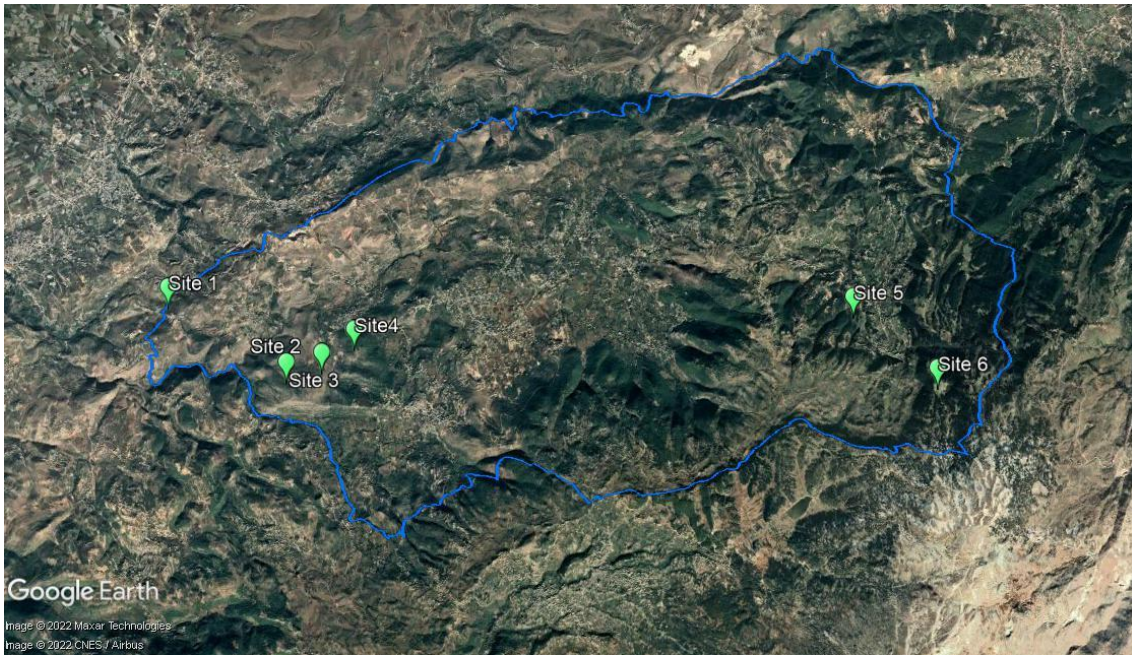 Site 1
Site 5
Site4
Site 2
Site 3
Site 6
Google Earth
Image © 2022 Maxar Technologies
Image © 2022 CNES / Airbus